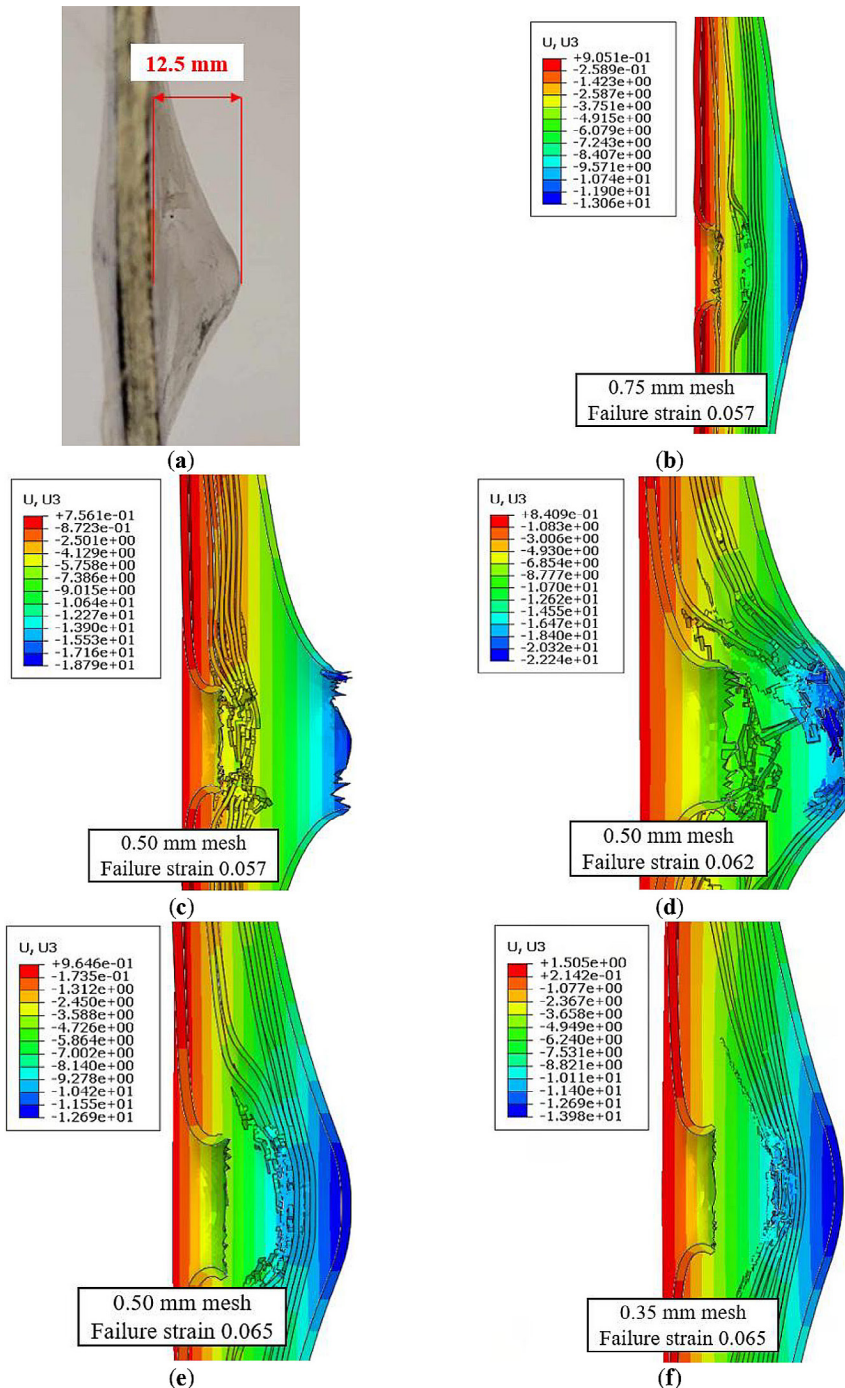 12.5 mm
(a)
U, U3
+9.051e-01
-2.589e-01
-1.423e+00
-2.587e+00
-3.751e+00
-4.915e+00
-6.079e+00
-7.243e+00
-8.407e+00
-9.571e+00
-1.074e+01
-1.190e+01
-1.306e+01
0.75 mm mesh
Failure strain 0.057
(b)
U, U3
+7.561e-01
-8.723e-01
-2.501e+00
-4.129e+00
-5.758e+00
-7.386e+00
-9.015e+00
-1.064e+01
-1.227e+01
-1.390e+01
-1.553e+01
-1.716e+01
-1.879e+01
0.50 mm mesh
Failure strain 0.057
(c)
U, U3
+8.409e-01
-1.083e+00
-3.006e+00
-4.930e+00
-6.854e+00
-8.777e+00
-1.070e+01
-1.262e+01
-1.455e+01
-1.647e+01
-1.840e+01
-2.032e+01
-2.224e+01
0.50 mm mesh
Failure strain 0.062
(d)
U, U3
+9.646e-01
-1.735e-01
-1.312e+00
-2.450e+00
-3.588e+00
-4.726e+00
-5.864e+00
-7.002e+00
-8.140e+00
-9.278e+00
-1.042e+01
-1.155e+01
-1.269e+01
0.50 mm mesh
Failure strain 0.065
(e)
U, U3
+1.505e+00
+2.142e-01
-1.077e+00
-2.367e+00
-3.658e+00
-4.949e+00
-6.240e+00
-7.531e+00
-8.821e+00
-1.011e+01
-1.140e+01
-1.269e+01
-1.398e+01
0.35 mm mesh
Failure strain 0.065
(f)